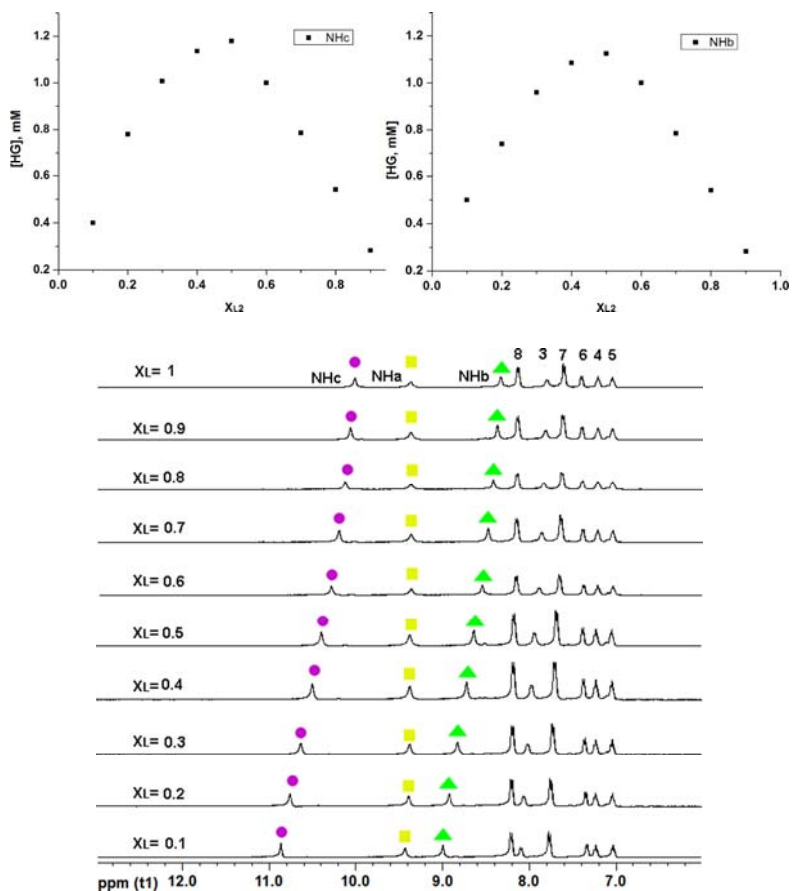 NHc
[HG], mM
0.2
0.4
0.6
0.8
1.0
1.2
0.0 0.2 0.4 0.6 0.8
XL2
NHb
[HG, mM]
0.2
0.4
0.6
0.8
1.0
1.2
0.0 0.2 0.4 0.6 0.8 1.0
XL2
8 3 7 6 4 5
XL= 1 NHc NHa NHb
XL= 0.9
XL= 0.8
XL= 0.7
XL= 0.6
XL= 0.5
XL= 0.4
XL= 0.3
XL= 0.2
XL= 0.1
ppm (t1) 12.0 11.0 10.0 9.0 8.0 7.0